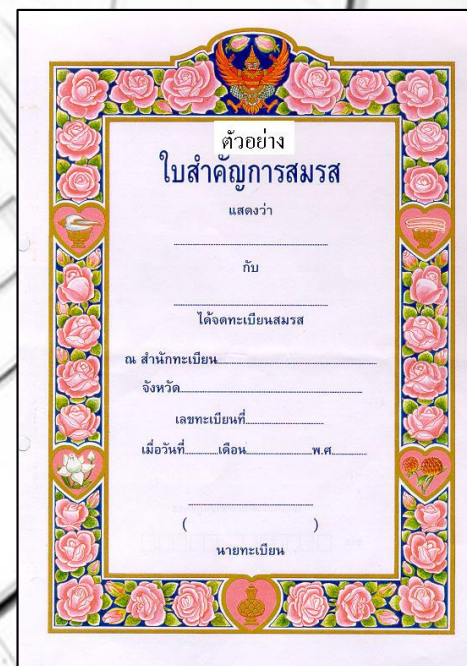 ตัวอย่าง
ใบสำคัญการสมรส
แสดงว่า
กับ
ได้จดทะเบียนสมรส
ณ สำนักทะเบียน
จังหวัด
เลขทะเบียนที่
เมื่อวันที่ เดือน พ.ศ
( )
นายทะเบียน